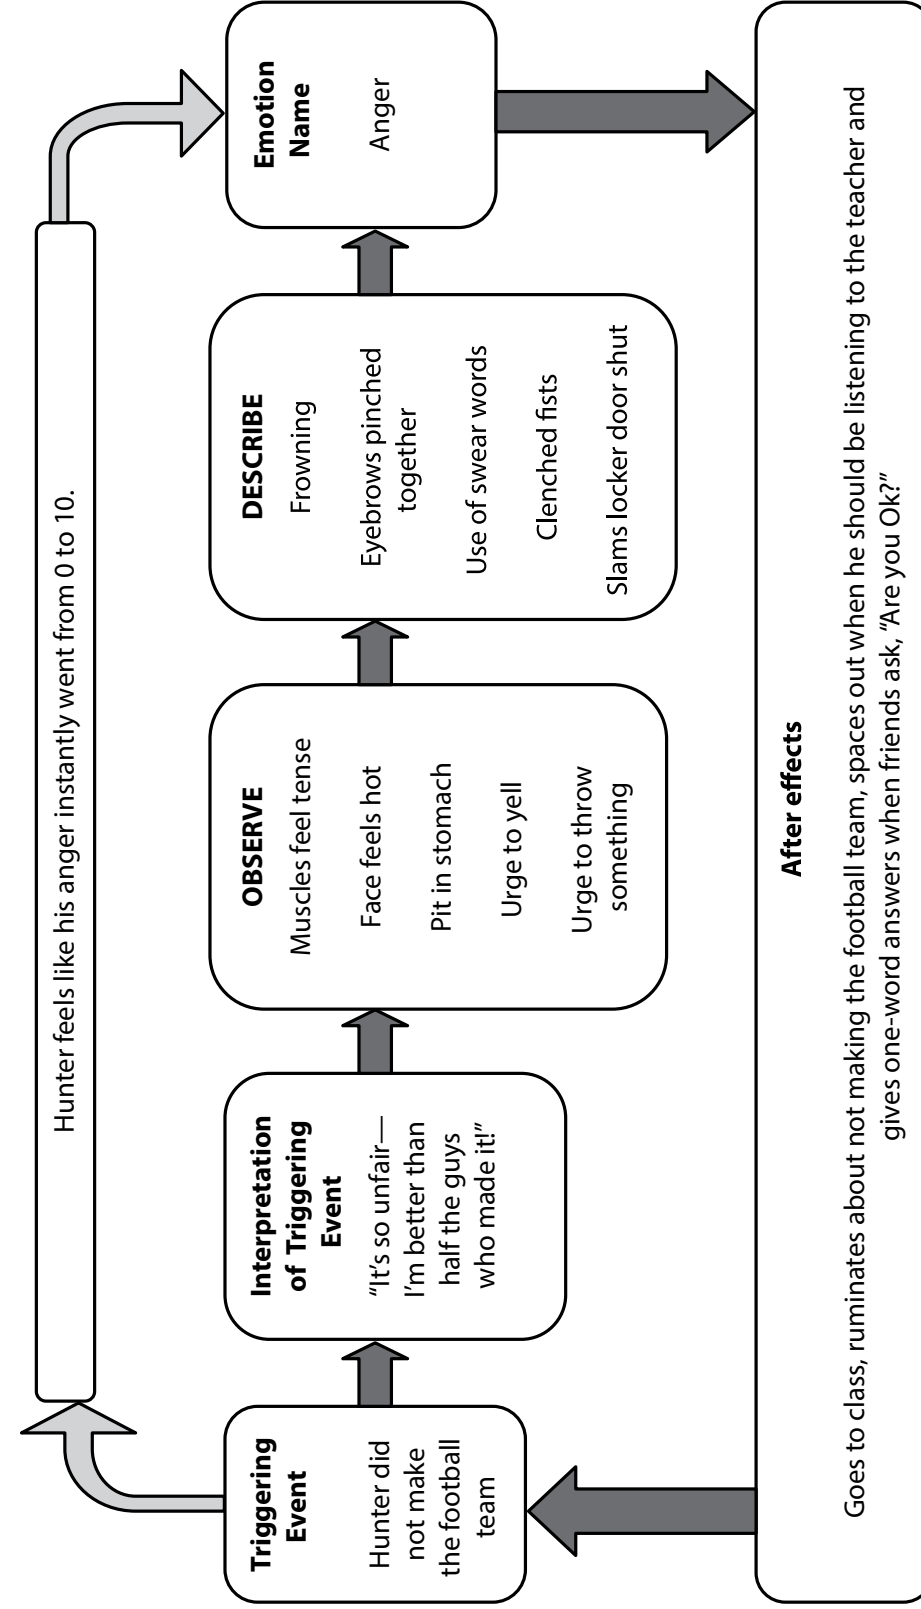 Hunter feels like his anger instantly went from 0 to 10.
Triggering
Event
Hunter did
not make
the football
team
Interpretation
of Triggering
Event
“It’s so unfair—
I’m better than
half the guys
who made it!”
OBSERVE
Muscles feel tense
Face feels hot
Pit in stomach
Urge to yell
Urge to throw
something
DESCRIBE
Frowning
Eyebrows pinched
together
Use of swear words
Clenched fists
Slams locker door shut
Emotion
Name
Anger
After effects
Goes to class, ruminates about not making the football team, spaces out when he should be listening to the teacher and
gives one-word answers when friends ask, “Are you Ok?”